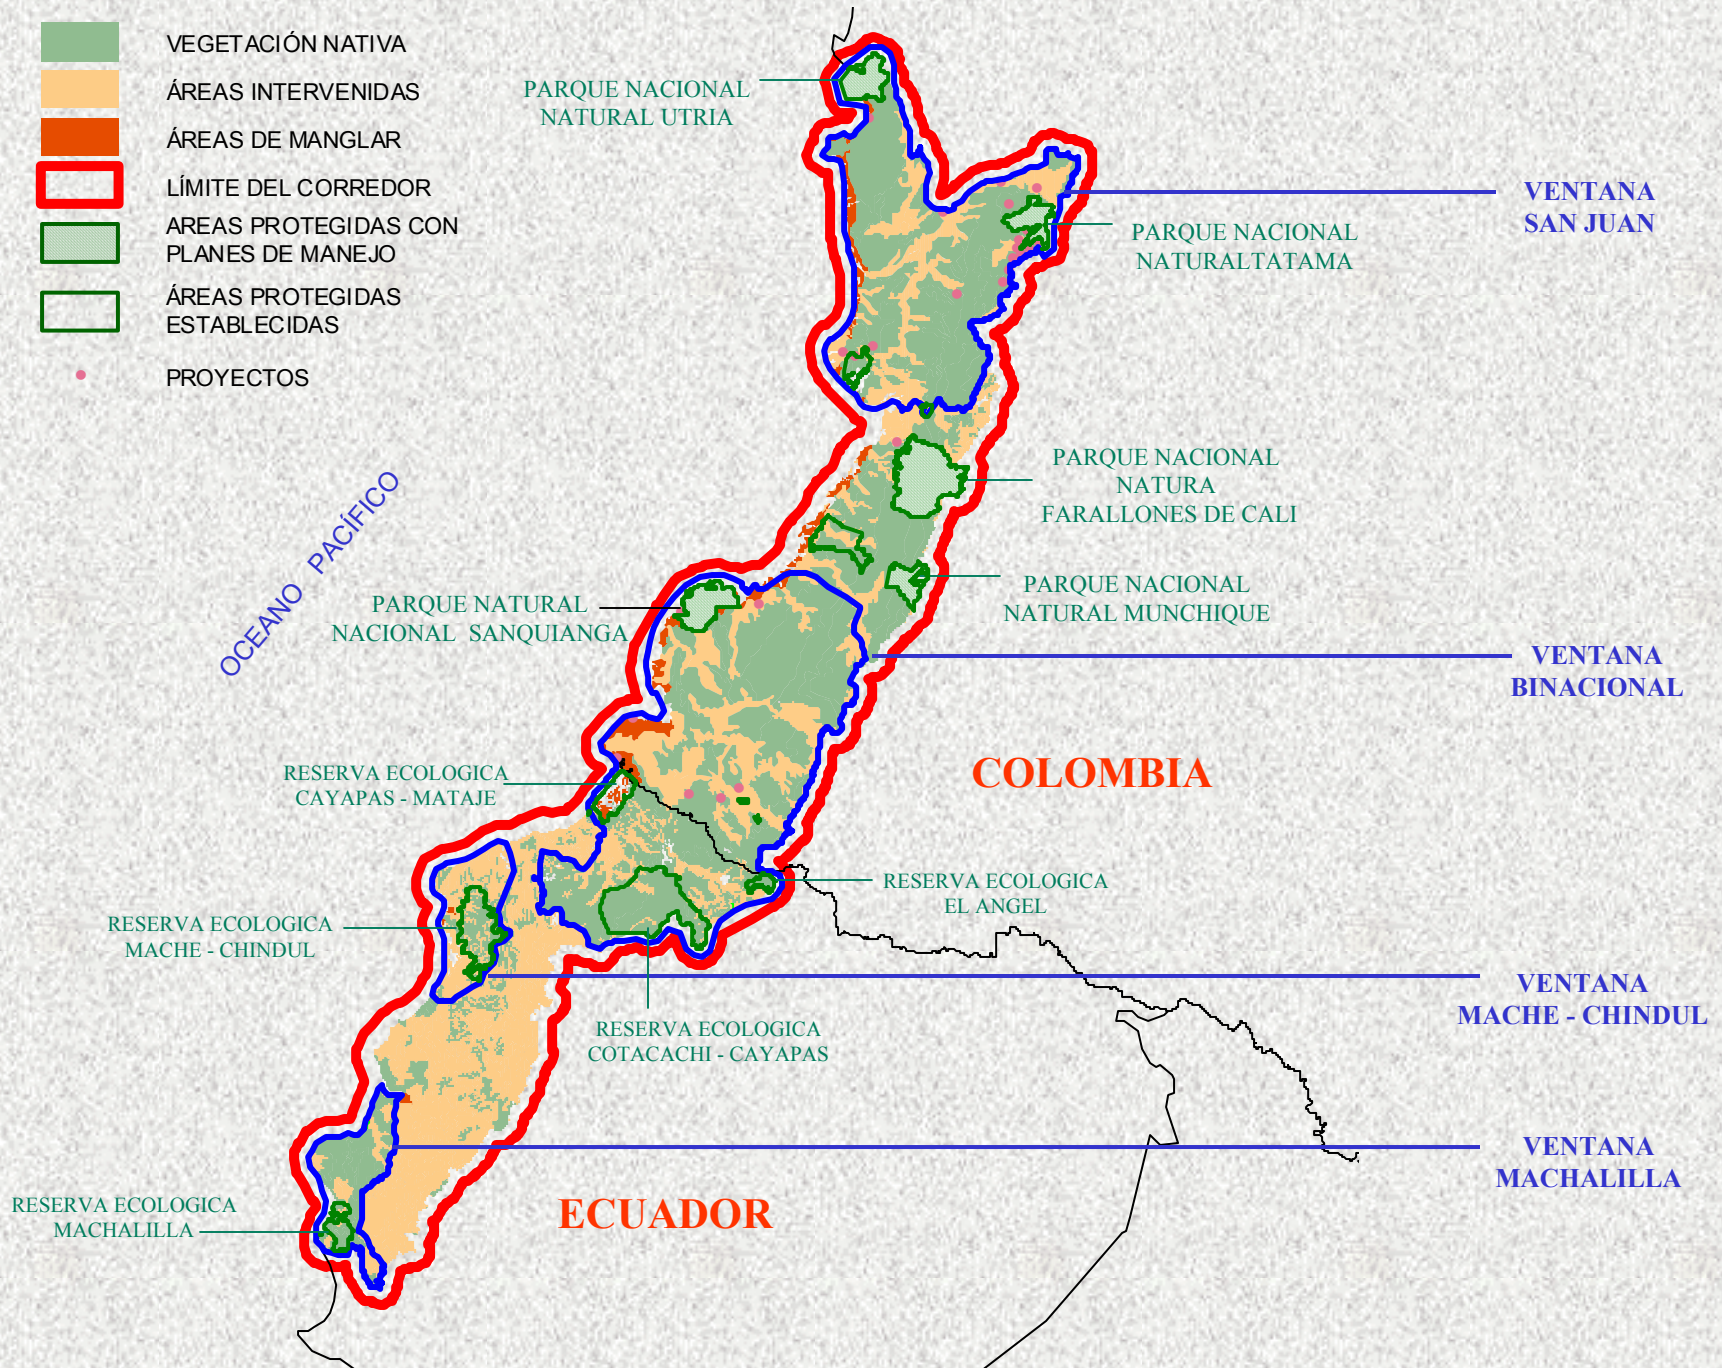 VEGETACIÓN NATIVA
ÁREAS INTERVENIDAS
ÁREAS DE MANGLAR
LÍMITE DEL CORREDOR
AREAS PROTEGIDAS CON
PLANES DE MANEJO
ÁREAS PROTEGIDAS
ESTABLECIDAS
PROYECTOS
PARQUE NACIONAL
NATURAL UTRIA
VENTANA
SAN JUAN
PARQUE NACIONAL
NATURALTATAMA
PARQUE NACIONAL
NATURA
FARALLONES DE CALI
OCEANO PACÍFICO
PARQUE NACIONAL
NATURAL MUNCHIQUE
PARQUE NATURAL
NACIONAL SANQUIANGA
VENTANA
BINACIONAL
COLOMBIA
RESERVA ECOLOGICA
CAYAPAS - MATAJE
RESERVA ECOLOGICA
EL ANGEL
RESERVA ECOLOGICA
MACHE - CHINDUL
VENTANA
MACHE - CHINDUL
RESERVA ECOLOGICA
COTACACHI - CAYAPAS
VENTANA
MACHALILLA
RESERVA ECOLOGICA
MACHALILLA
ECUADOR